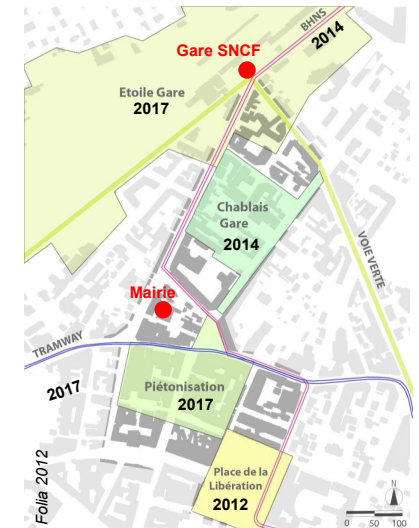 BHNS
2014
Gare SNCF
Etoile Gare
2017
Chablais
Gare
2014
VOIE VERTE
Mairie
TRAMWAY
2017
Piétonisation
2017
Place de la
Libération
2012
Folia 2012
N
0 50 100